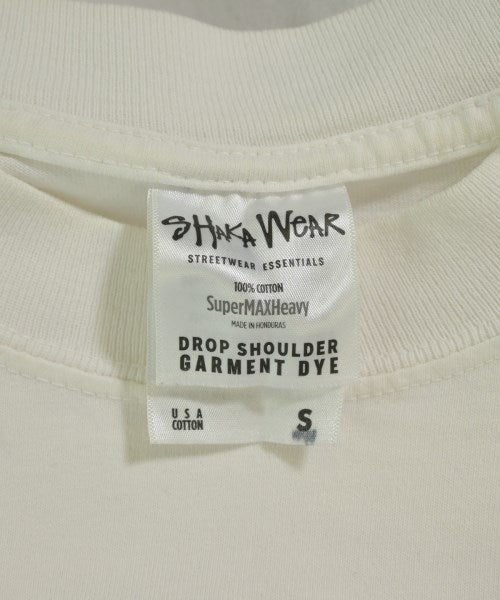 SHAKA WEAR
STREETWEAR ESSENTIALS
100% COTTON
SuperMAXHeavy
MADE IN HONDURAS
DROP SHOULDER
GARMENT DYE
USA
COTTON
S